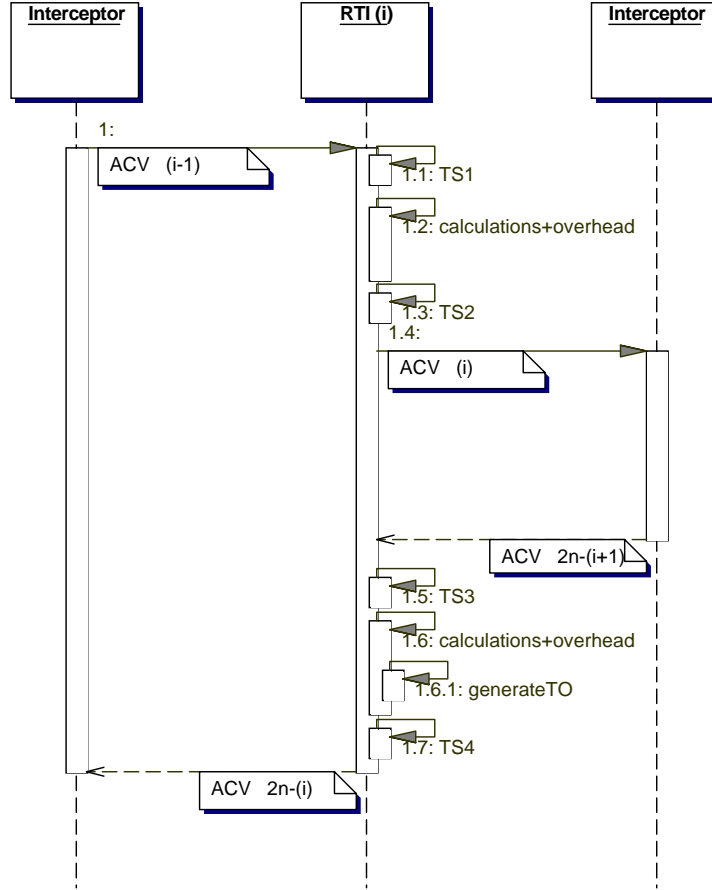 Interceptor
RTI (i)
Interceptor
1:
ACV (i-1)
1.1: TS1
1.2: calculations+overhead
1.3: TS2
1.4:
ACV (i)
ACV 2n-(i+1)
1.5: TS3
1.6: calculations+overhead
1.6.1: generateTO
1.7: TS4
ACV 2n-(i)